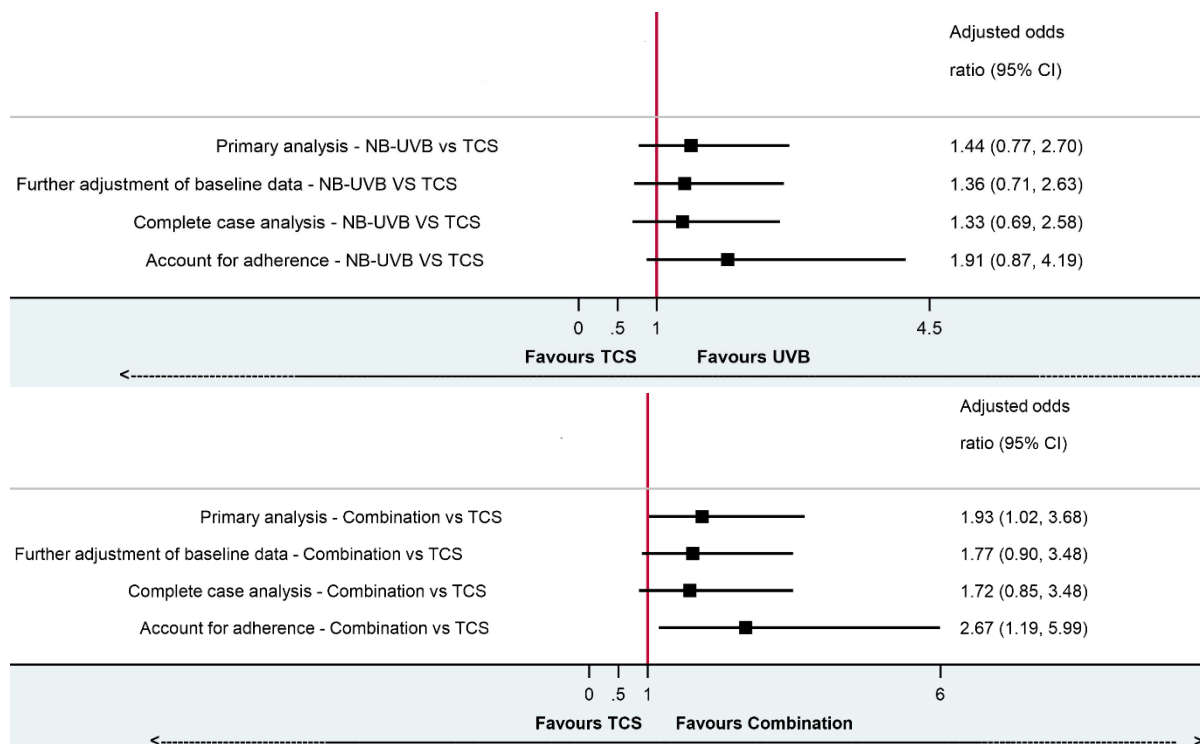 Adjusted odds
ratio (95% CI)
Primary analysis - NB-UVB vs TCS 1.44 (0.77, 2.70)
Further adjustment of baseline data - NB-UVB VS TCS 1.36 (0.71, 2.63)
Complete case analysis - NB-UVB VS TCS 1.33 (0.69, 2.58)
Account for adherence - NB-UVB VS TCS 1.91 (0.87, 4.19)
0 .5 1 4.5
Favours TCS Favours UVB
Adjusted odds
ratio (95% CI)
Primary analysis - Combination vs TCS 1.93 (1.02, 3.68)
Further adjustment of baseline data - Combination vs TCS 1.77 (0.90, 3.48)
Complete case analysis - Combination vs TCS 1.72 (0.85, 3.48)
Account for adherence - Combination vs TCS 2.67 (1.19, 5.99)
0 .5 1 6
Favours TCS Favours Combination